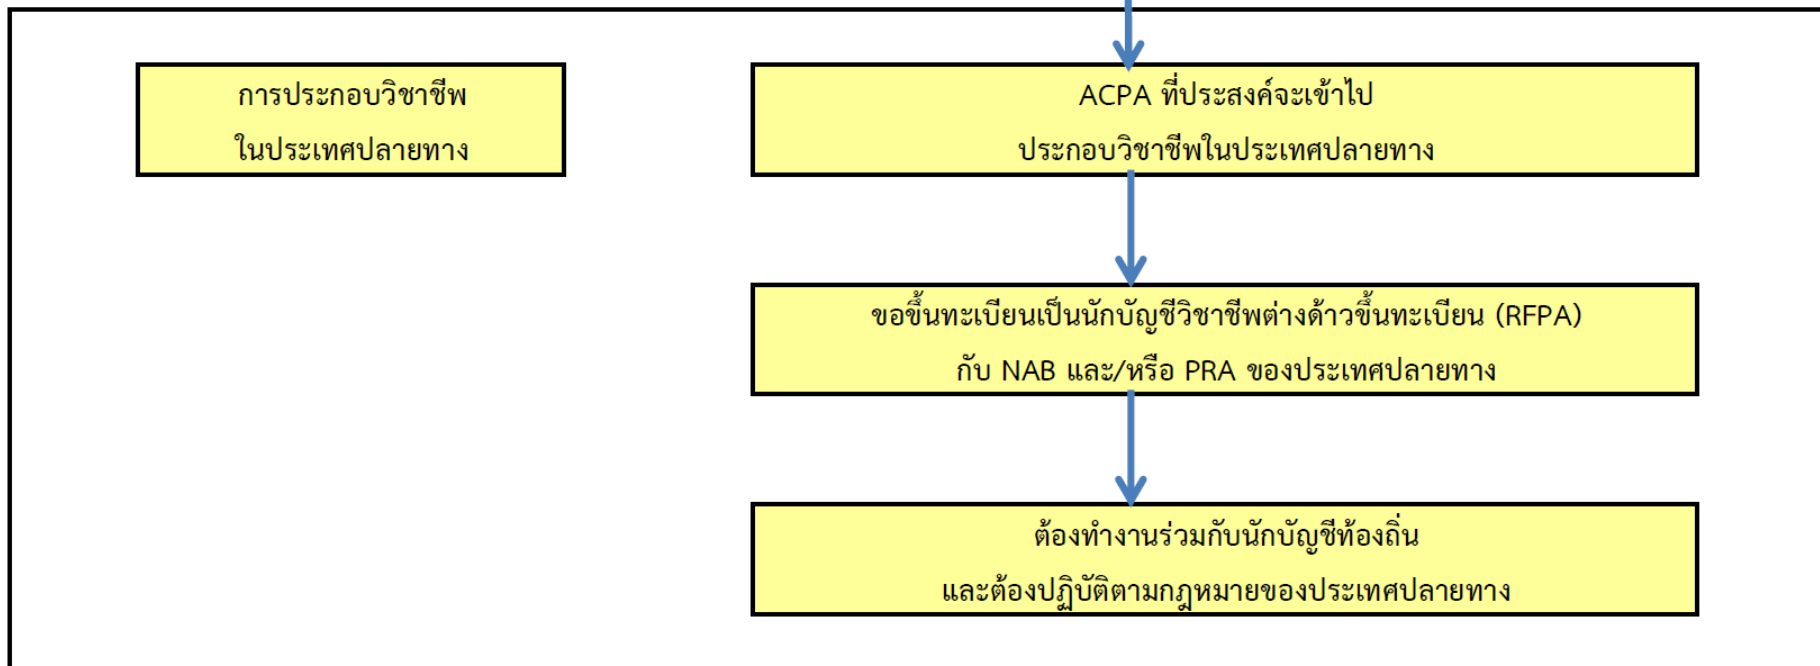 การประกอบวิชาชีพ
ในประเทศปลายทาง
ACPA ที่ประสงค์จะเข้าไป
ประกอบวิชาชีพในประเทศปลายทาง
ขอขึ้นทะเบียนเป็นนักบัญชีวิชาชีพต่างด้าวขึ้นทะเบียน (RFPA)
กับ NAB และ/หรือ PRA ของประเทศปลายทาง
ต้องทำงานร่วมกับนักบัญชีท้องถิ่น
และต้องปฏิบัติตามกฎหมายของประเทศปลายทาง